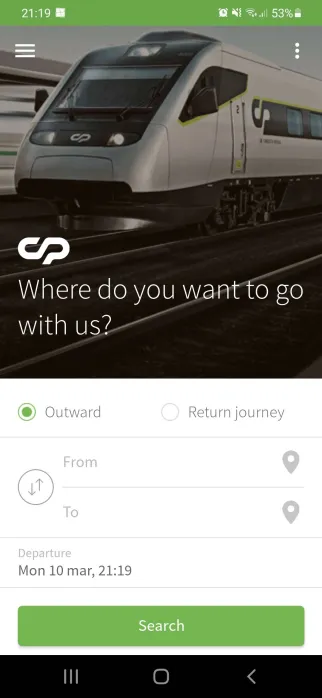 21:19
53%
cp
Where do you want to go
with us?
Outward
Return journey
From
To
Departure
Mon 10 mar, 21:19
Search